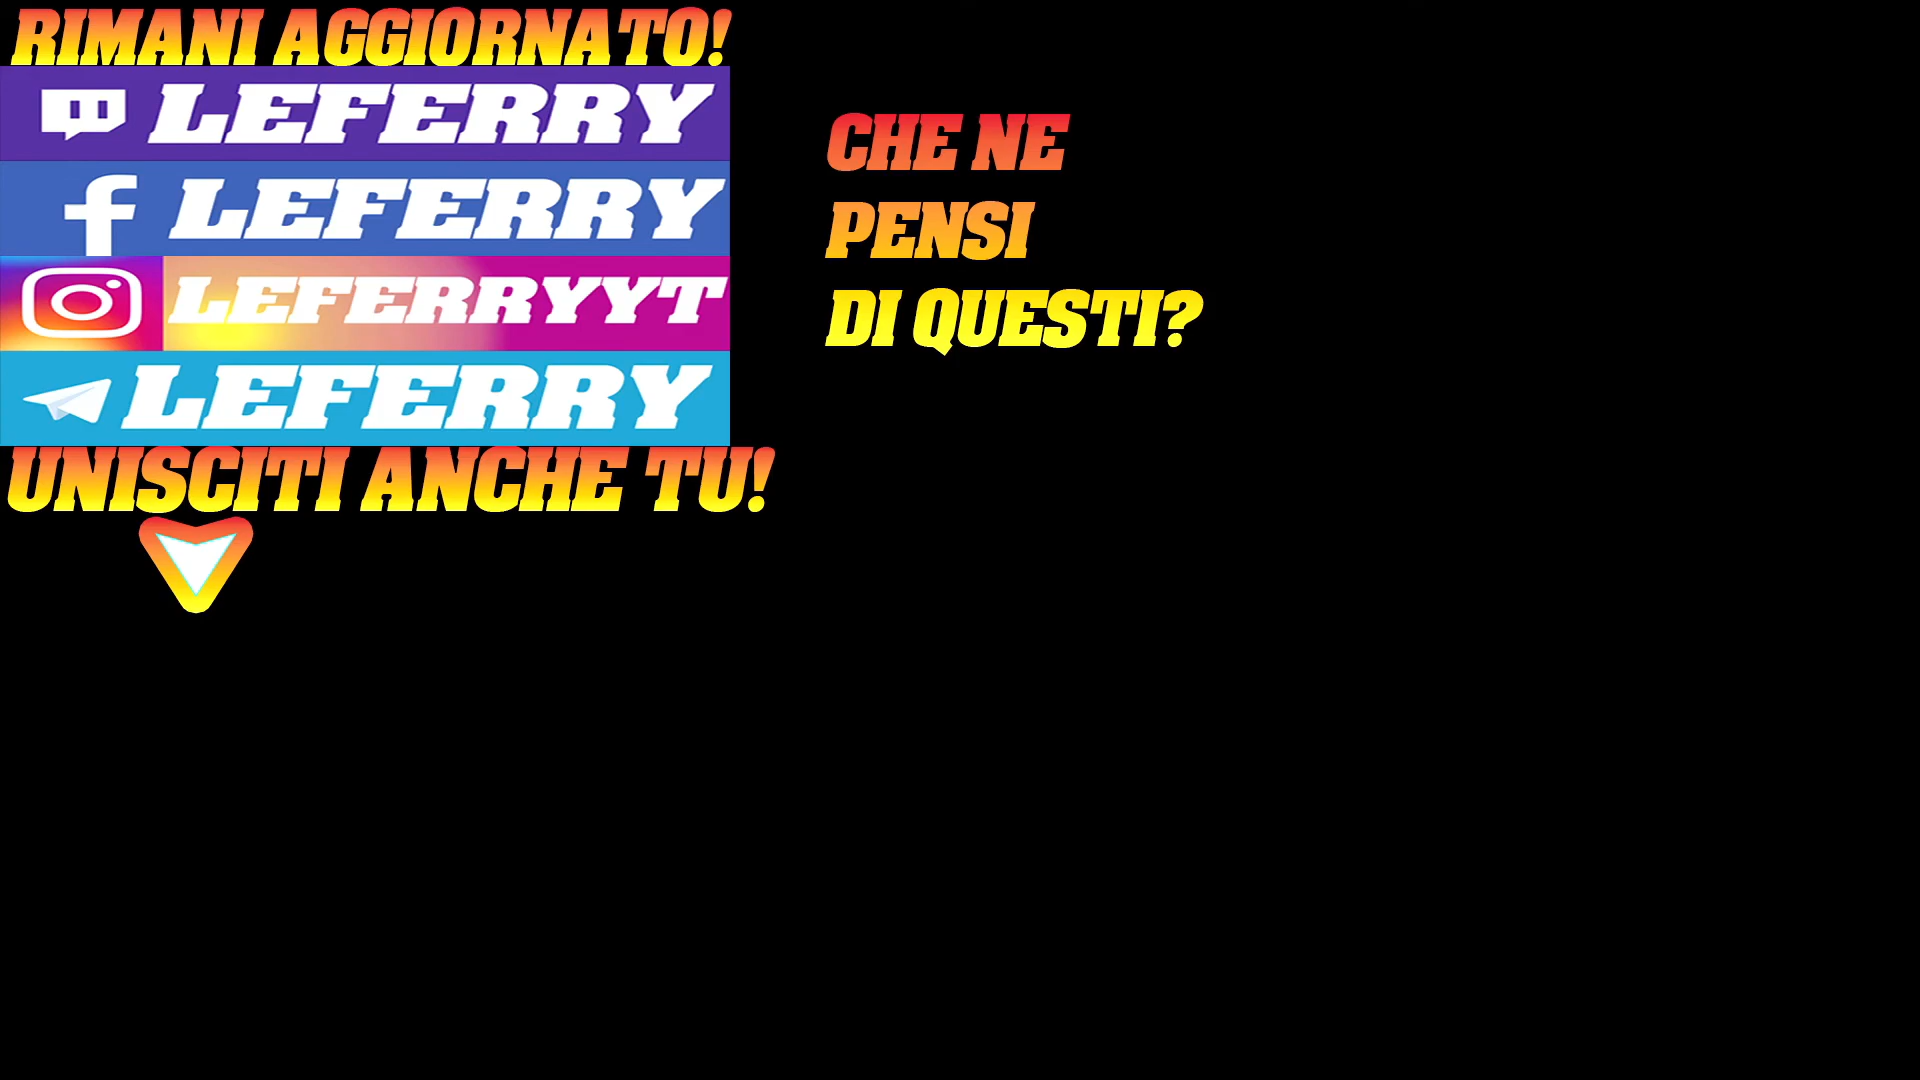 RIMANI AGGIORNATO!
LEFERRY
LEFERRY
LEFERRYYT
LEFERRY
UNISCITI ANCHE TU!
CHE NE
PENSI
DI QUESTI?